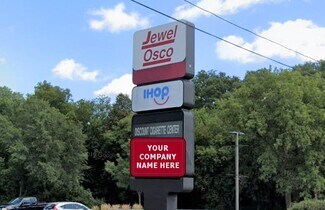 Jewel
Osco
IHOP
DISCOUNT CIGARETTE CENTER
YOUR
COMPANY
NAME HERE